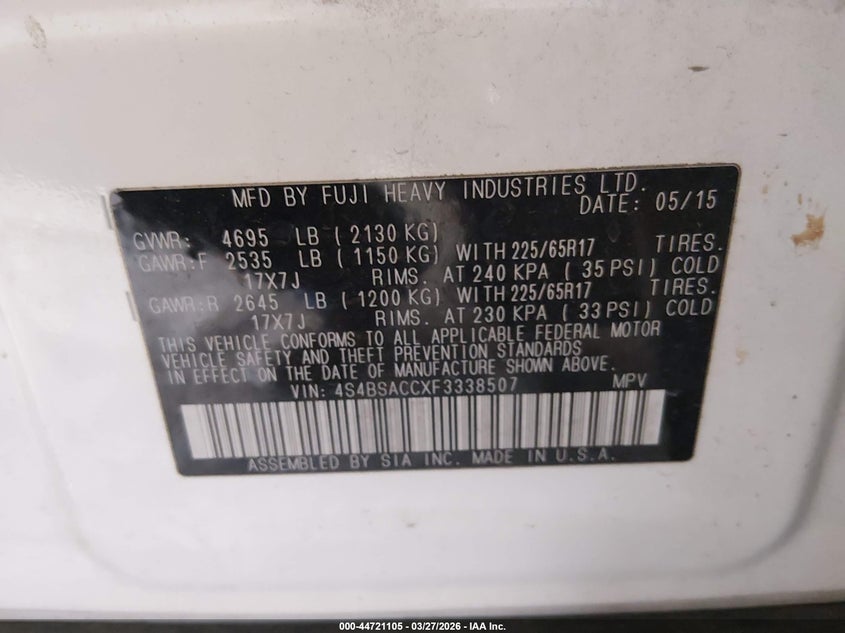 MFD BY FUJI HEAVY INDUSTRIES LTD.
DATE: 05/15
GVWR: 4695 LB ( 2130 KG)
GAWR:F 2535 LB ( 1150 KG) WITH 225/65R17 TIRES.
17X7J RIMS. AT 240 KPA ( 35 PSI) COLD
GAWR:R 2645 LB ( 1200 KG) WITH 225/65R17 TIRES.
17X7J RIMS. AT 230 KPA ( 33 PSI) COLD
THIS VEHICLE CONFORMS TO ALL APPLICABLE FEDERAL MOTOR
VEHICLE SAFETY AND THEFT PREVENTION STANDARDS
IN EFFECT ON THE DATE OF MANUFACTURE SHOWN ABOVE.
VIN: 4S4BSACCXF3338507 MPV
ASSEMBLED BY SIA INC. MADE IN U.S.A.
000-44721105 - 03/27/2026 - IAA Inc.